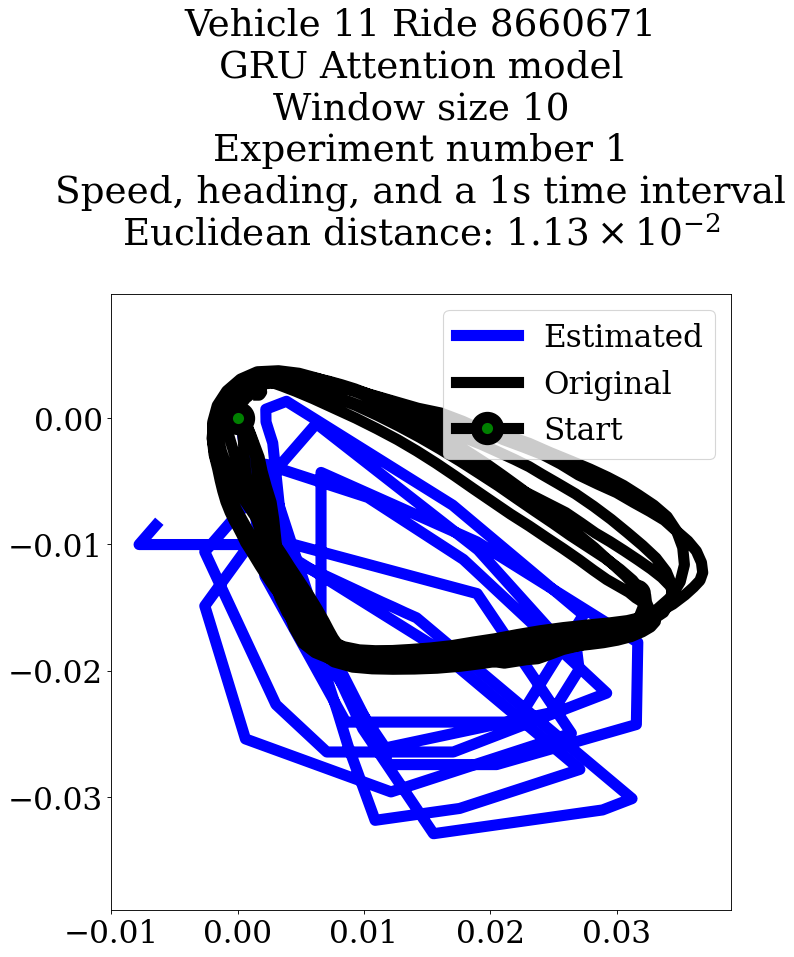 Vehicle 11 Ride 8660671
GRU Attention model
Window size 10
Experiment number 1
Speed, heading, and a 1s time interval
Euclidean distance: 1.13 × 10⁻²
Estimated
Original
Start
0.00
−0.01
−0.02
−0.03
−0.01 0.00 0.01 0.02 0.03